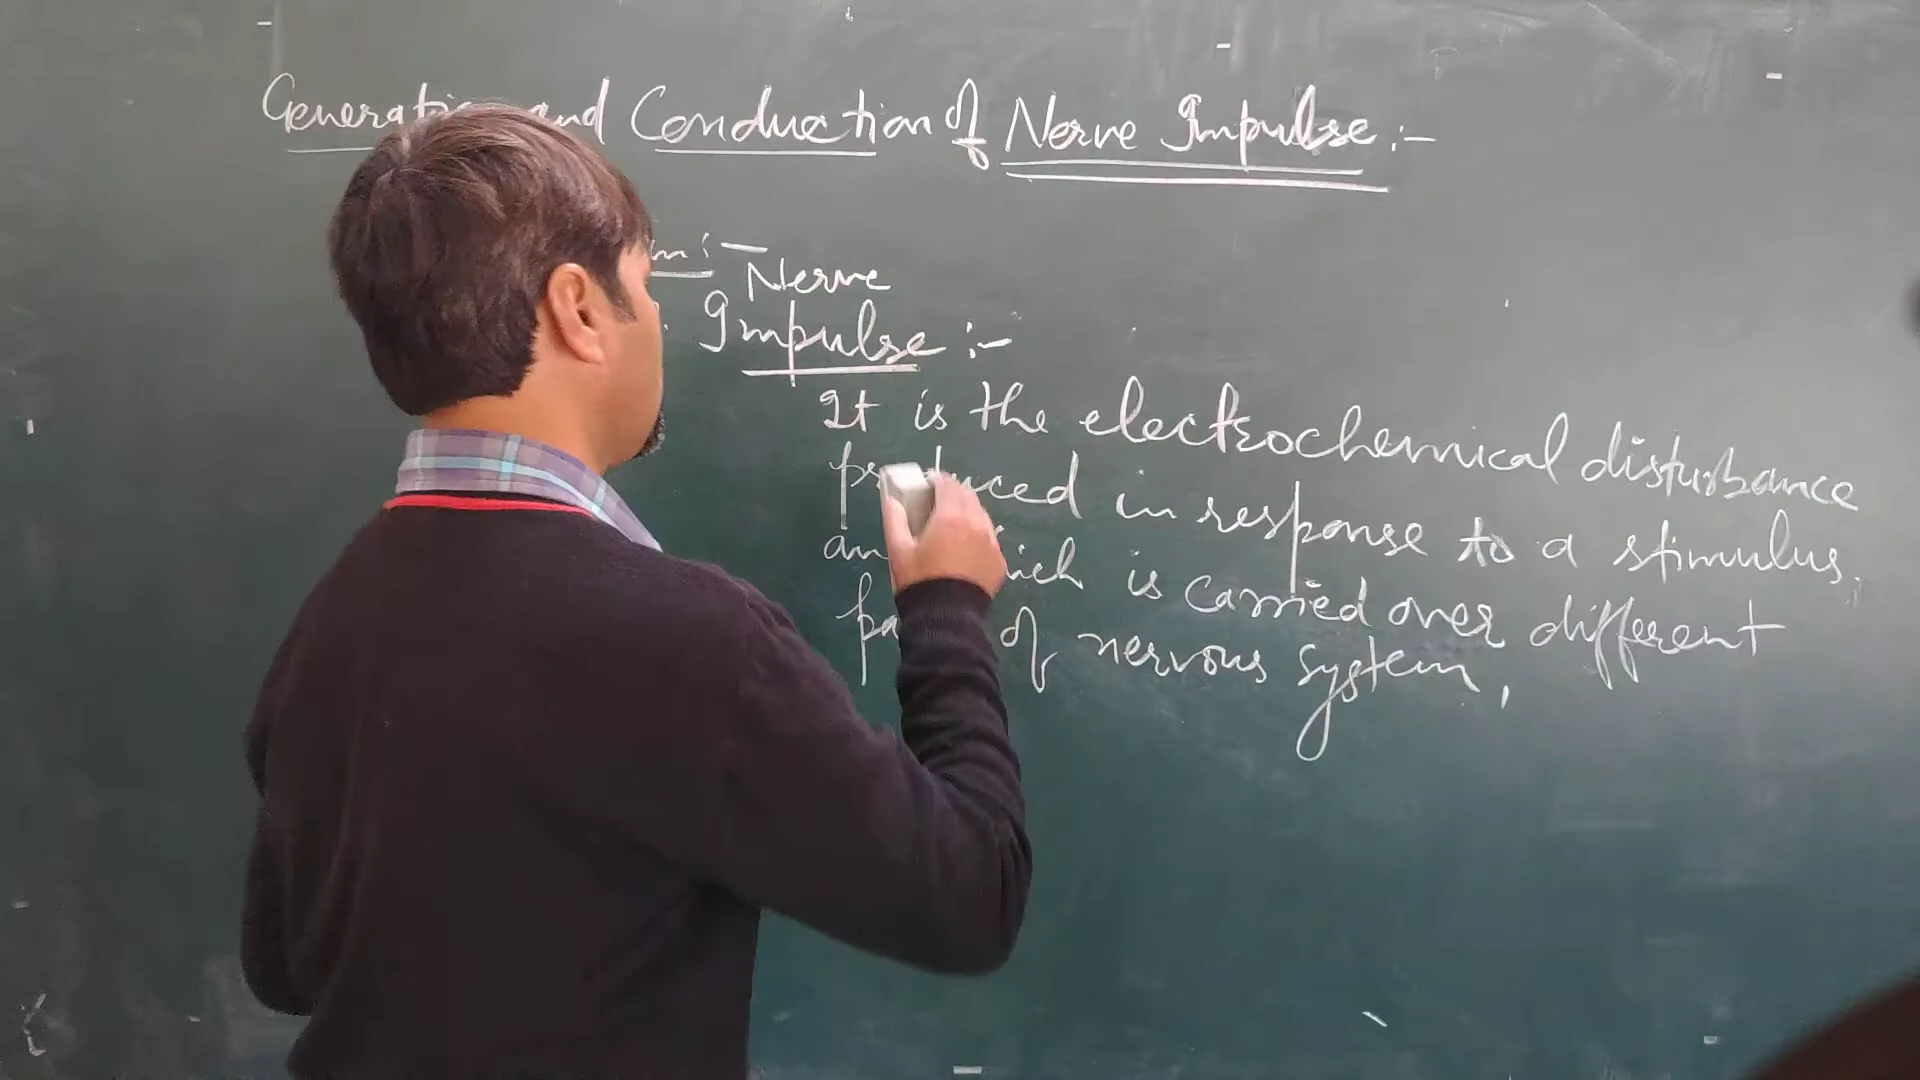 and Conduction of Nerve Impulse :-
Nerve
Impulse :-
It is the electrochemical disturbance
in response to a stimulus,
is carried over different
of nervous system,